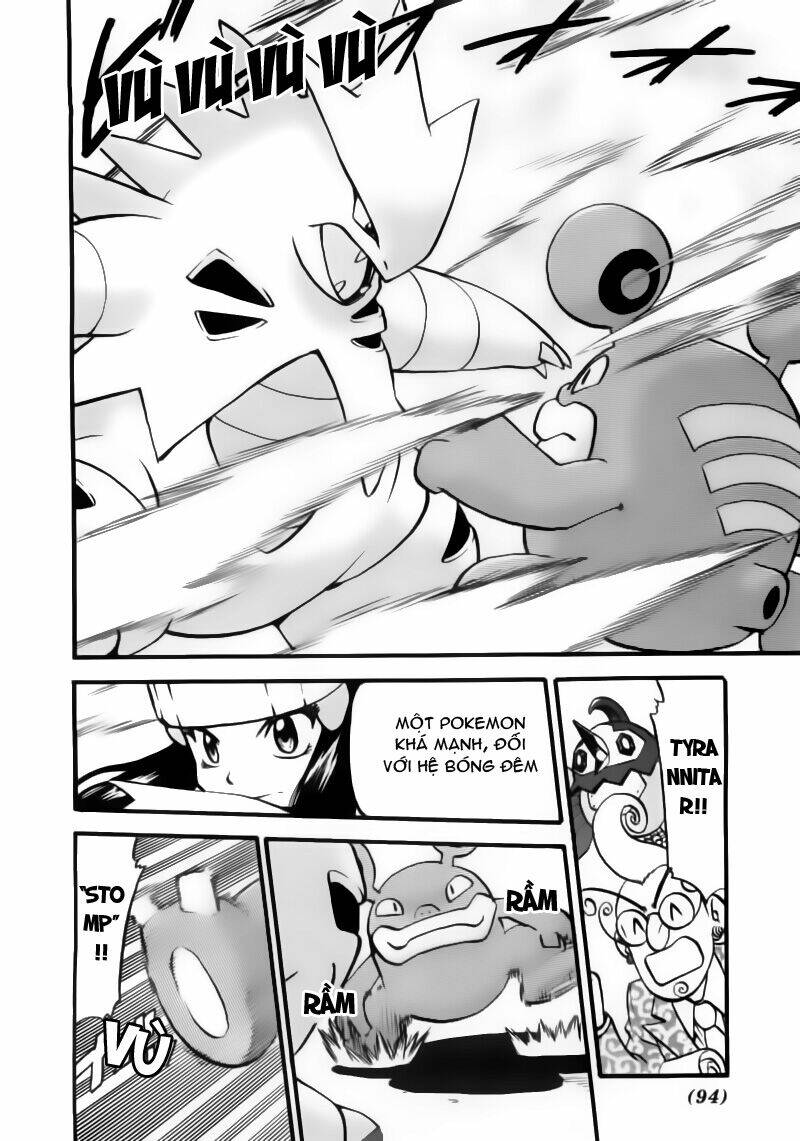 VÙ VÙ VÙ VÙ
TYRA
NNITA
R!!
MỘT POKEMON
KHÁ MẠNH, ĐỐI
VỚI HỆ BÓNG ĐÊM
RẦM
RẦM
"STO
MP"
!!
VÙ
(94)